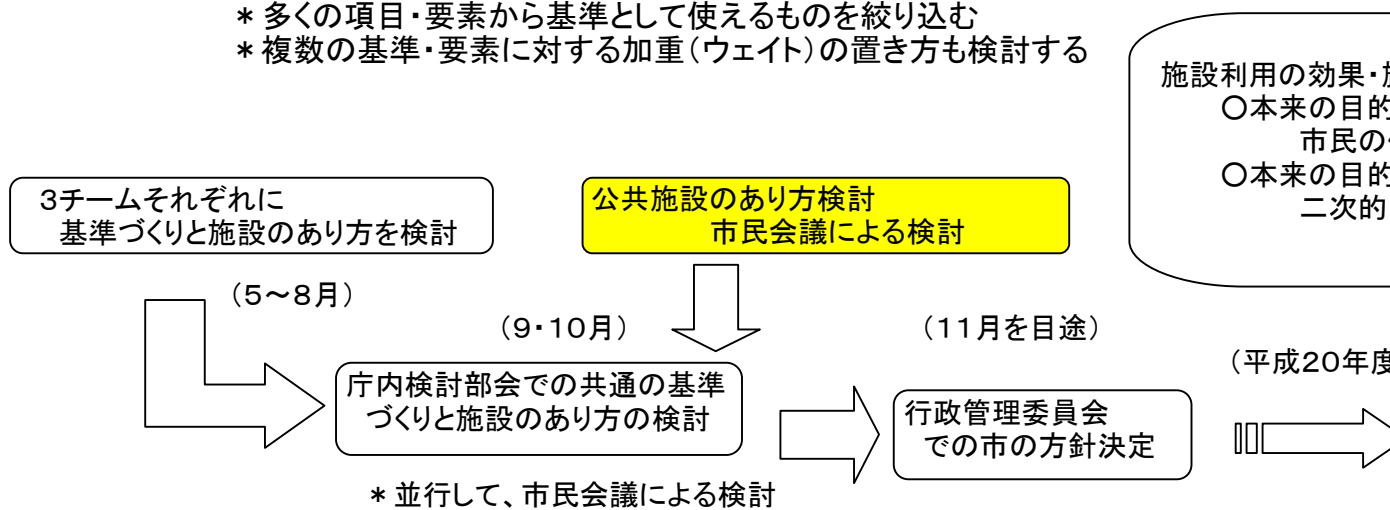 ＊多くの項目・要素から基準として使えるものを絞り込む
＊複数の基準・要素に対する加重（ウェイト）の置き方も検討する
施設利用の効果・
〇本来の目的
市民の
〇本来の目的
二次的
３チームそれぞれに
基準づくりと施設のあり方を検討
公共施設のあり方検討
市民会議による検討
（５～８月）
（９・１０月）
（１１月を目途）
（平成２０年度
庁内検討部会での共通の基準
づくりと施設のあり方の検討
行政管理委員会
での市の方針決定
＊並行して、市民会議による検討